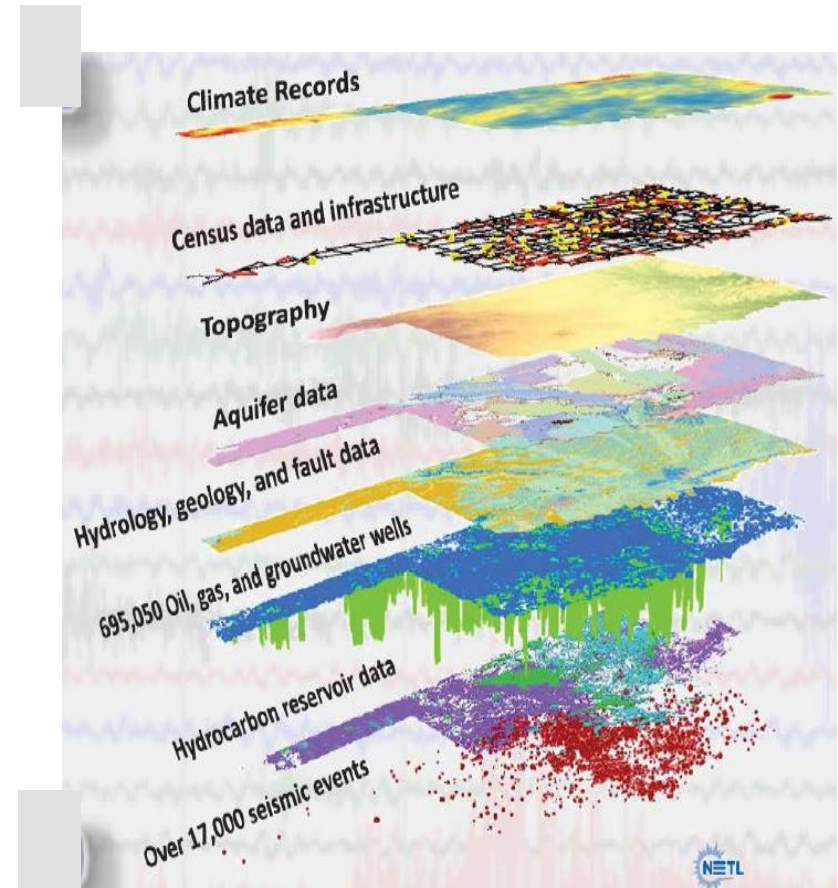 Climate Records
Census data and infrastructure
Topography
Aquifer data
Hydrology, geology, and fault data
695,050 Oil, gas, and groundwater wells
Hydrocarbon reservoir data
Over 17,000 seismic events
NETL